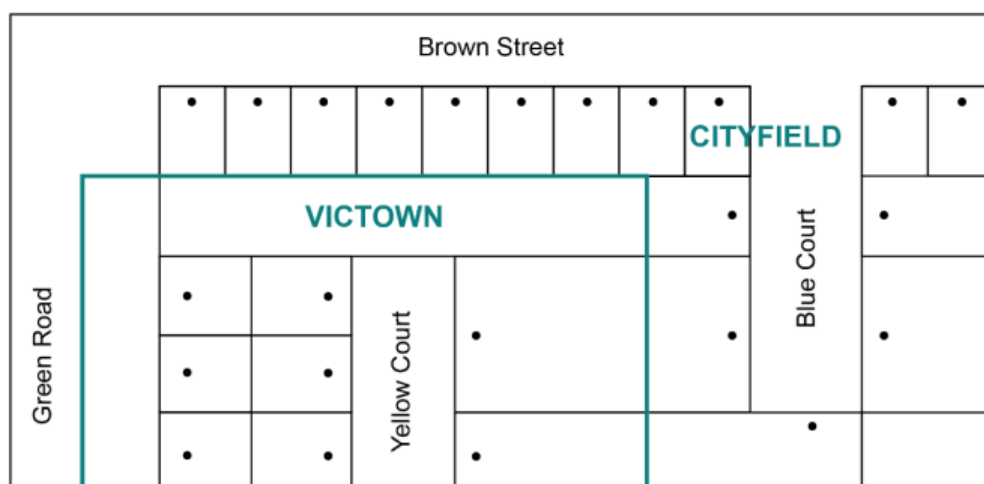 Brown Street
CITYFIELD
VICTOWN
Blue Court
Green Road
Yellow Court